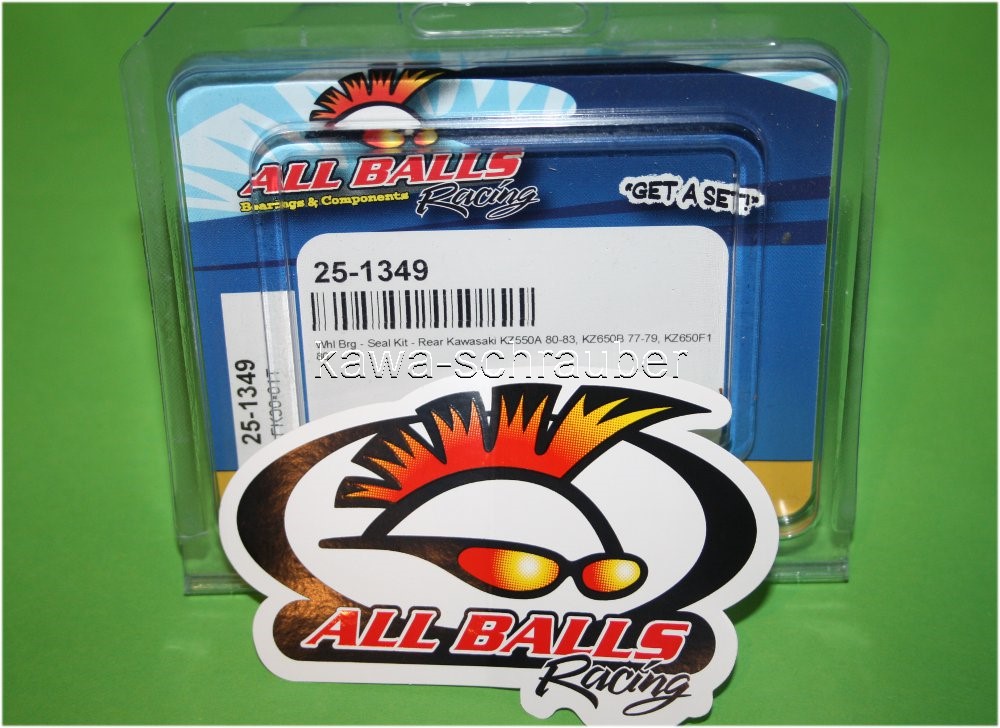 ALL BALLS
Racing
Bearings & Components
"GET A SET!"
25-1349
Whl Brg - Seal Kit - Rear Kawasaki KZ550A 80-83, KZ650B 77-79, KZ650F1
kawa-schrauber
25-1349
ALL BALLS
Racing